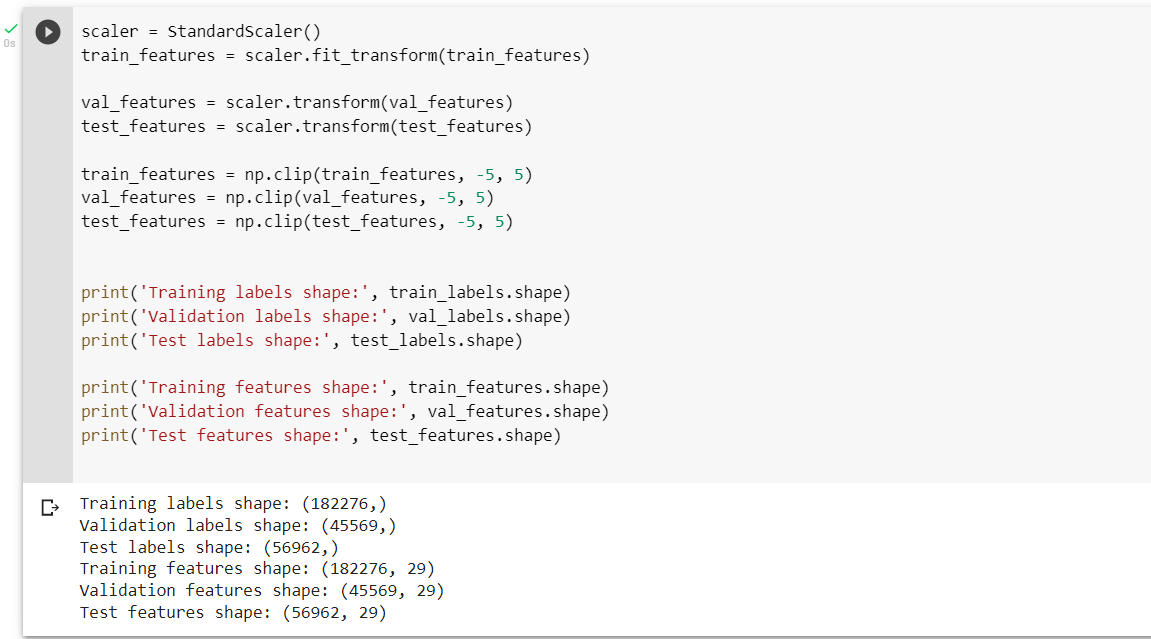 scaler = StandardScaler()
train_features = scaler.fit_transform(train_features)
val_features = scaler.transform(val_features)
test_features = scaler.transform(test_features)
train_features = np.clip(train_features, -5, 5)
val_features = np.clip(val_features, -5, 5)
test_features = np.clip(test_features, -5, 5)
print('Training labels shape:', train_labels.shape)
print('Validation labels shape:', val_labels.shape)
print('Test labels shape:', test_labels.shape)
print('Training features shape:', train_features.shape)
print('Validation features shape:', val_features.shape)
print('Test features shape:', test_features.shape)
0s
Training labels shape: (182276,)
Validation labels shape: (45569,)
Test labels shape: (56962,)
Training features shape: (182276, 29)
Validation features shape: (45569, 29)
Test features shape: (56962, 29)